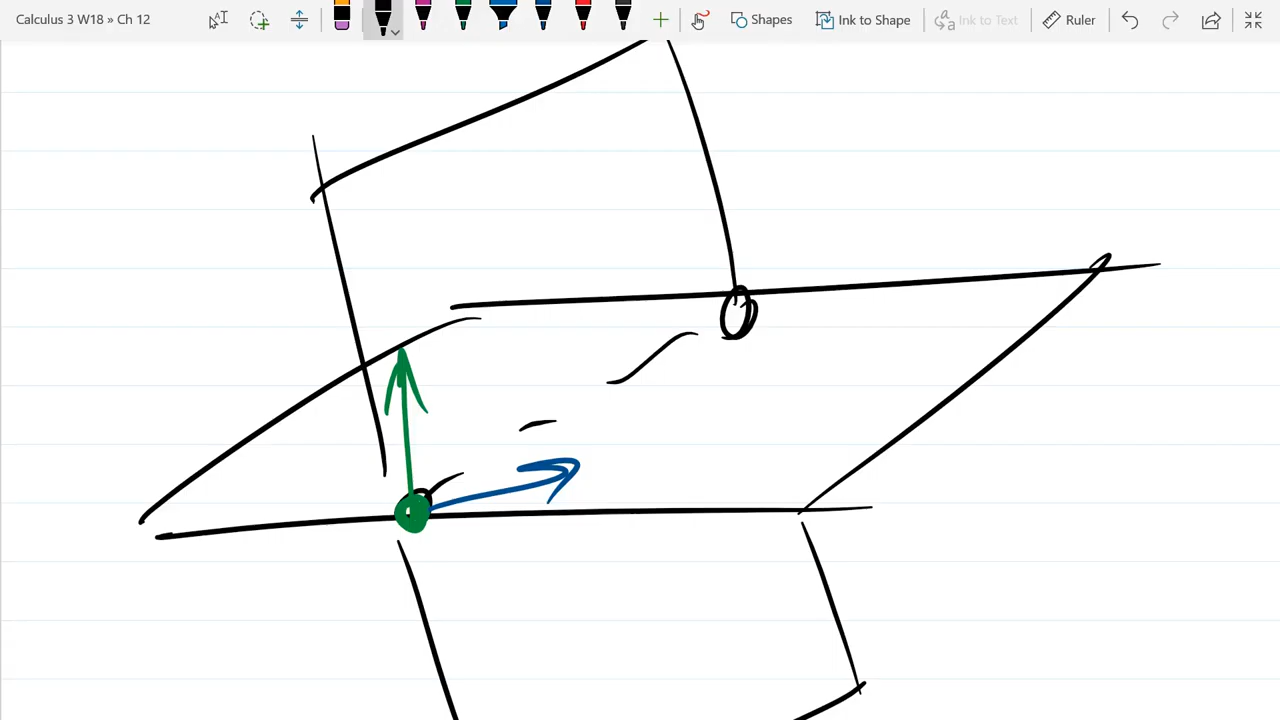 Calculus 3 W18 » Ch 12
Shapes
Ink to Shape
Ink to Text
Ruler